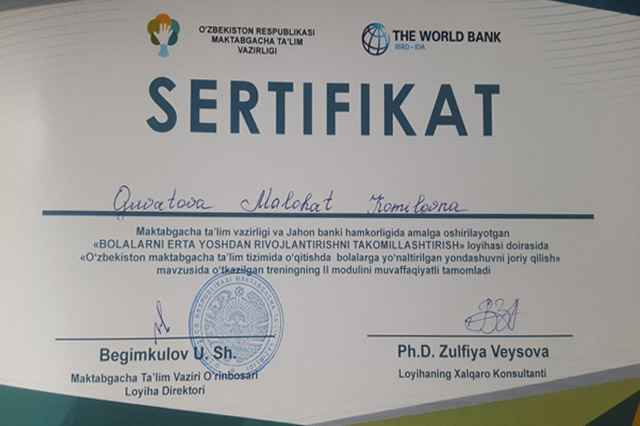 O'ZBEKISTON RESPUBLIKASI
MAKTABGACHA TA'LIM
VAZIRLIGI
THE WORLD BANK
IBRD • IDA
SERTIFIKAT
Quvatova Malohat Komilovna
Maktabgacha ta'lim vazirligi va Jahon banki hamkorligida amalga oshirilayotgan
«BOLALARNI ERTA YOSHDAN RIVOJLANTIRISHNI TAKOMILLASHTIRISH» loyihasi doirasida
«O'zbekiston maktabgacha ta'lim tizimida o'qitishda bolalarga yo'naltirilgan yondashuvni joriy qilish»
mavzusida o'tkazilgan treningning II modulini muvaffaqiyatli tamomladi
Begimkulov U. Sh.
Maktabgacha Ta'lim Vaziri O'rinbosari
Loyiha Direktori
Ph.D. Zulfiya Veysova
Loyihaning Xalqaro Konsultanti